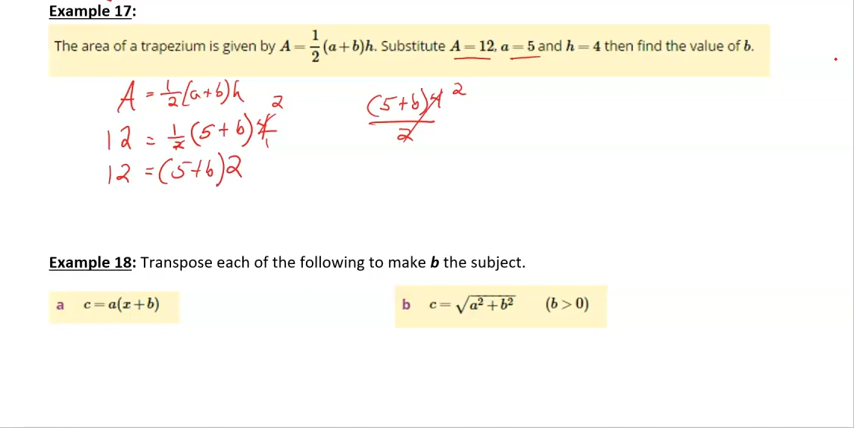 Example 17:
The area of a trapezium is given by A = 1/2 (a+b)h. Substitute A = 12, a = 5 and h = 4 then find the value of b.
A = 1/2 (a+b)h
12 = 1/2 (5+b) 4 2 1
12 = (5+b)2
(5+b)4 2
2
Example 18: Transpose each of the following to make b the subject.
a c = a(x+b)
b c = √(a² + b²) (b > 0)